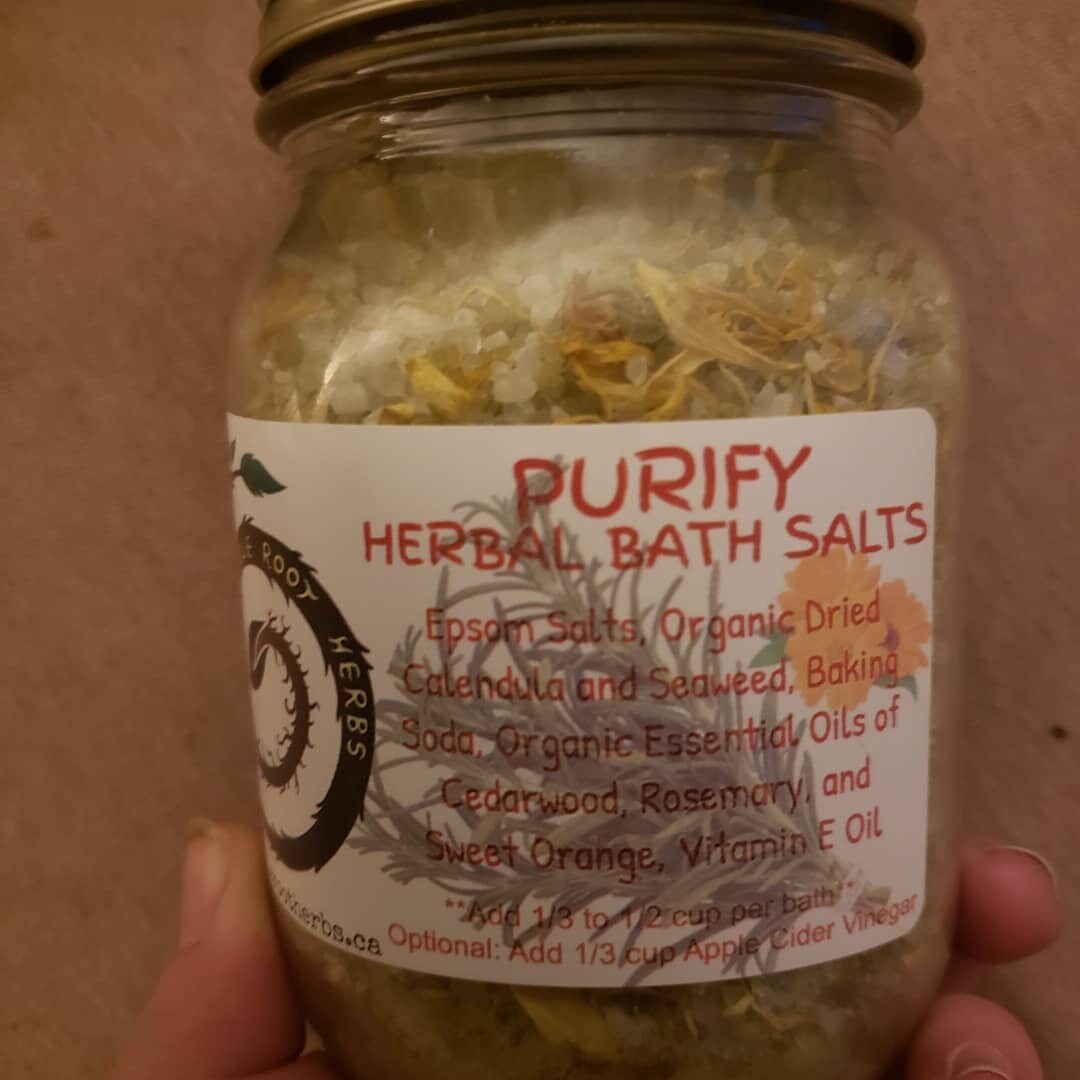 PURIFY
HERBAL BATH SALTS
Epsom Salts, Organic Dried
Calendula and Seaweed, Baking
Soda, Organic Essential Oils of
Cedarwood, Rosemary, and
Sweet Orange, Vitamin E Oil
**Add 1/3 to 1/2 cup per bath**
Optional: Add 1/3 cup Apple Cider Vinegar
ROOT HERBS